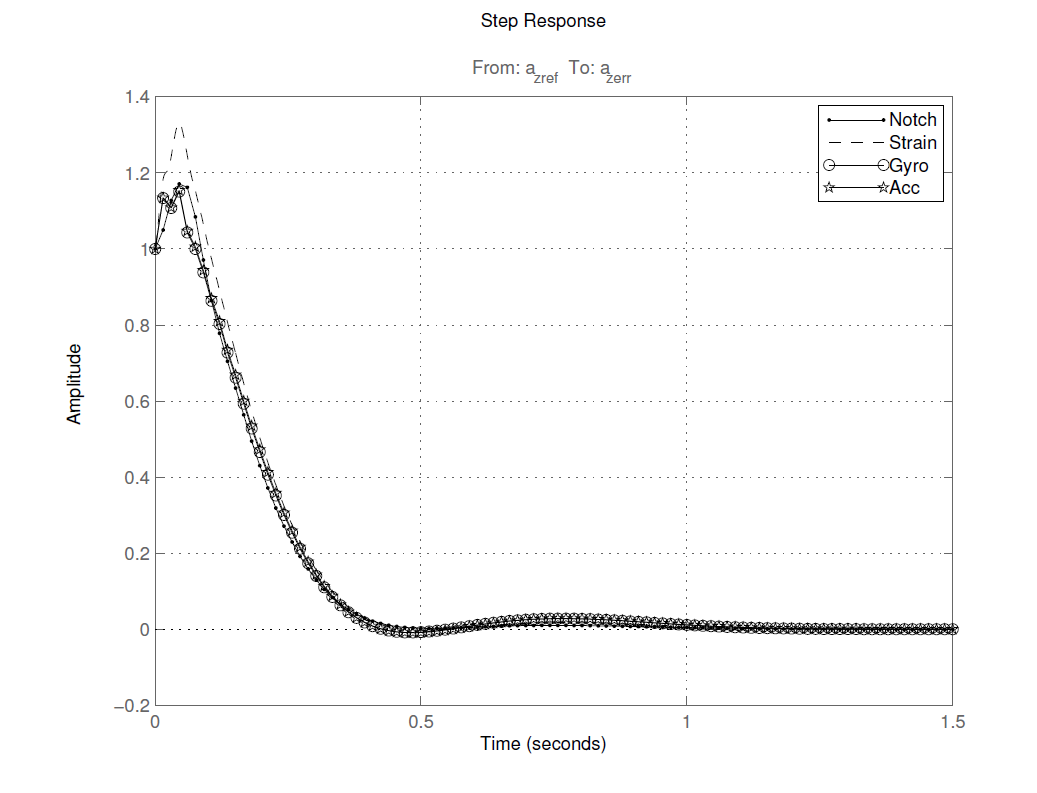 Step Response
From: a_zref To: a_zerr
1.4
1.2
1
0.8
0.6
0.4
0.2
0
−0.2
Amplitude
Notch
Strain
Gyro
Acc
0 0.5 1 1.5
Time (seconds)